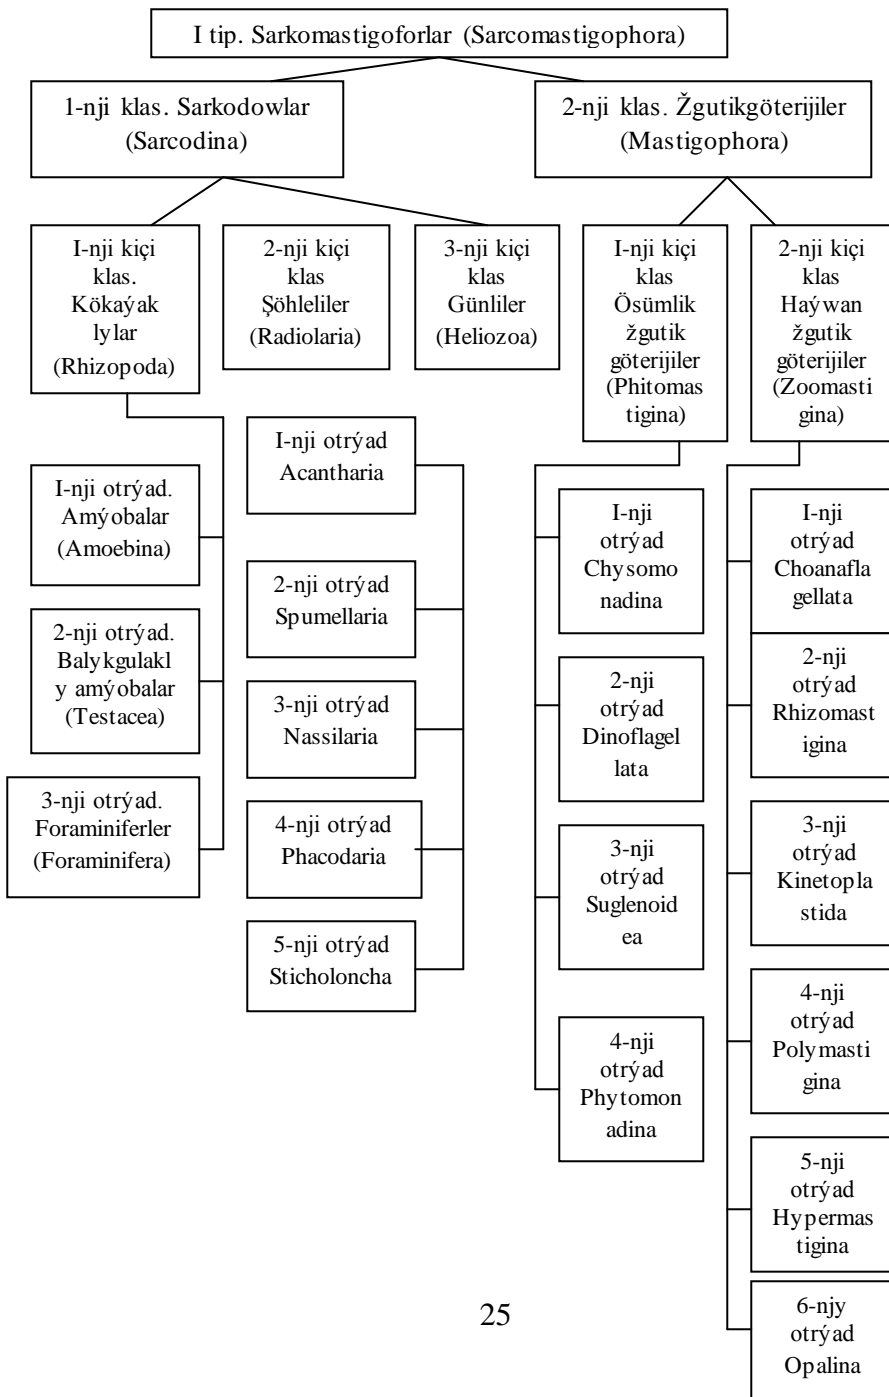 I tip. Sarkomastigoforlar (Sarcomastigophora)
1-nji klas. Sarkodowlar
(Sarcodina)
2-nji klas. Žgutikgöterijiler
(Mastigophora)
I-nji kiçi
klas.
Kökaýak
lylar
(Rhizopoda)
2-nji kiçi
klas
Şöhleliler
(Radiolaria)
3-nji kiçi
klas
Günliler
(Heliozoa)
I-nji kiçi
klas
Ösümlik
žgutik
göterijiler
(Phitomas
tigina)
2-nji kiçi
klas
Haýwan
žgutik
göterijiler
(Zoomasti
gina)
I-nji otrýad.
Amýobalar
(Amoebina)
2-nji otrýad.
Balykgulakl
y amýobalar
(Testacea)
3-nji otrýad.
Foraminiferler
(Foraminifera)
I-nji otrýad
Acantharia
2-nji otrýad
Spumellaria
3-nji otrýad
Nassilaria
4-nji otrýad
Phacodaria
5-nji otrýad
Sticholoncha
I-nji
otrýad
Chysomo
nadina
2-nji
otrýad
Dinoflagel
lata
3-nji
otrýad
Suglenoid
ea
4-nji
otrýad
Phytomon
adina
I-nji
otrýad
Choanafla
gellata
2-nji
otrýad
Rhizomast
igina
3-nji
otrýad
Kinetopla
stida
4-nji
otrýad
Polymasti
gina
5-nji
otrýad
Hypermas
tigina
6-njy
otrýad
Opalina
25